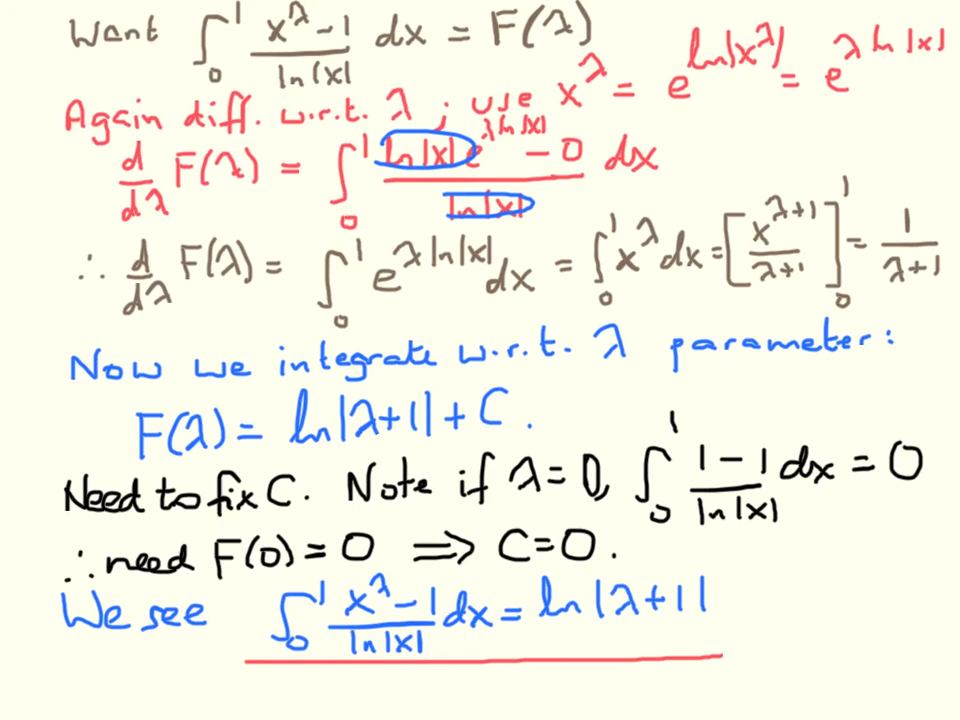 Want ∫₀¹ (x^λ − 1)/(ln|x|) dx = F(λ)
Again diff. w.r.t. λ ; use x^λ = e^(ln|x^λ|) = e^(λ ln|x|)
d/dλ F(λ) = ∫₀¹ (ln|x| e^(λ ln|x|) − 0)/(ln|x|) dx
∴ d/dλ F(λ) = ∫₀¹ e^(λ ln|x|) dx = ∫₀¹ x^λ dx = [x^(λ+1)/(λ+1)]₀¹ = 1/(λ+1)
Now we integrate w.r.t. λ parameter:
F(λ) = ln|λ+1| + C.
Need to fix C. Note if λ=0, ∫₀¹ (1−1)/(ln|x|) dx = 0
∴ need F(0) = 0 ⟹ C=0.
We see ∫₀¹ (x^λ − 1)/(ln|x|) dx = ln|λ+1|